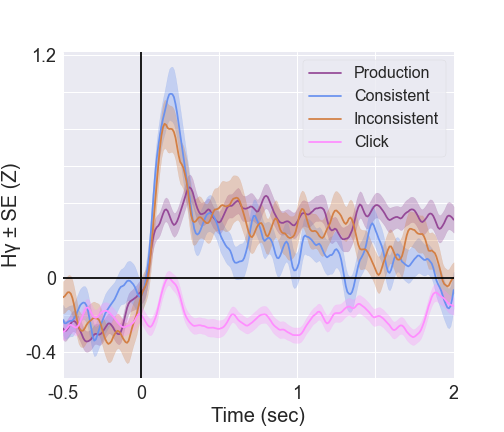 1.2
0
-0.4
Hγ ± SE (Z)
Production
Consistent
Inconsistent
Click
-0.5
0
1
2
Time (sec)